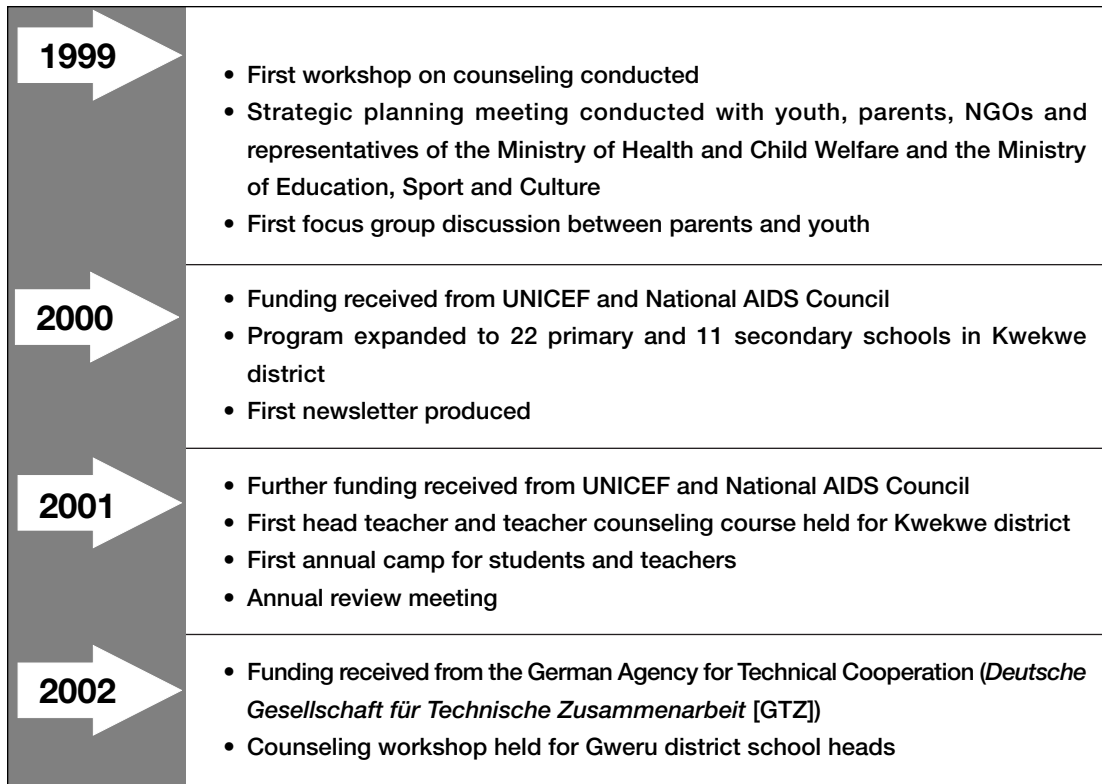 1999
• First workshop on counseling conducted
• Strategic planning meeting conducted with youth, parents, NGOs and
representatives of the Ministry of Health and Child Welfare and the Ministry
of Education, Sport and Culture
• First focus group discussion between parents and youth
2000
• Funding received from UNICEF and National AIDS Council
• Program expanded to 22 primary and 11 secondary schools in Kwekwe
district
• First newsletter produced
2001
• Further funding received from UNICEF and National AIDS Council
• First head teacher and teacher counseling course held for Kwekwe district
• First annual camp for students and teachers
• Annual review meeting
2002
• Funding received from the German Agency for Technical Cooperation (Deutsche
Gesellschaft für Technische Zusammenarbeit [GTZ])
• Counseling workshop held for Gweru district school heads